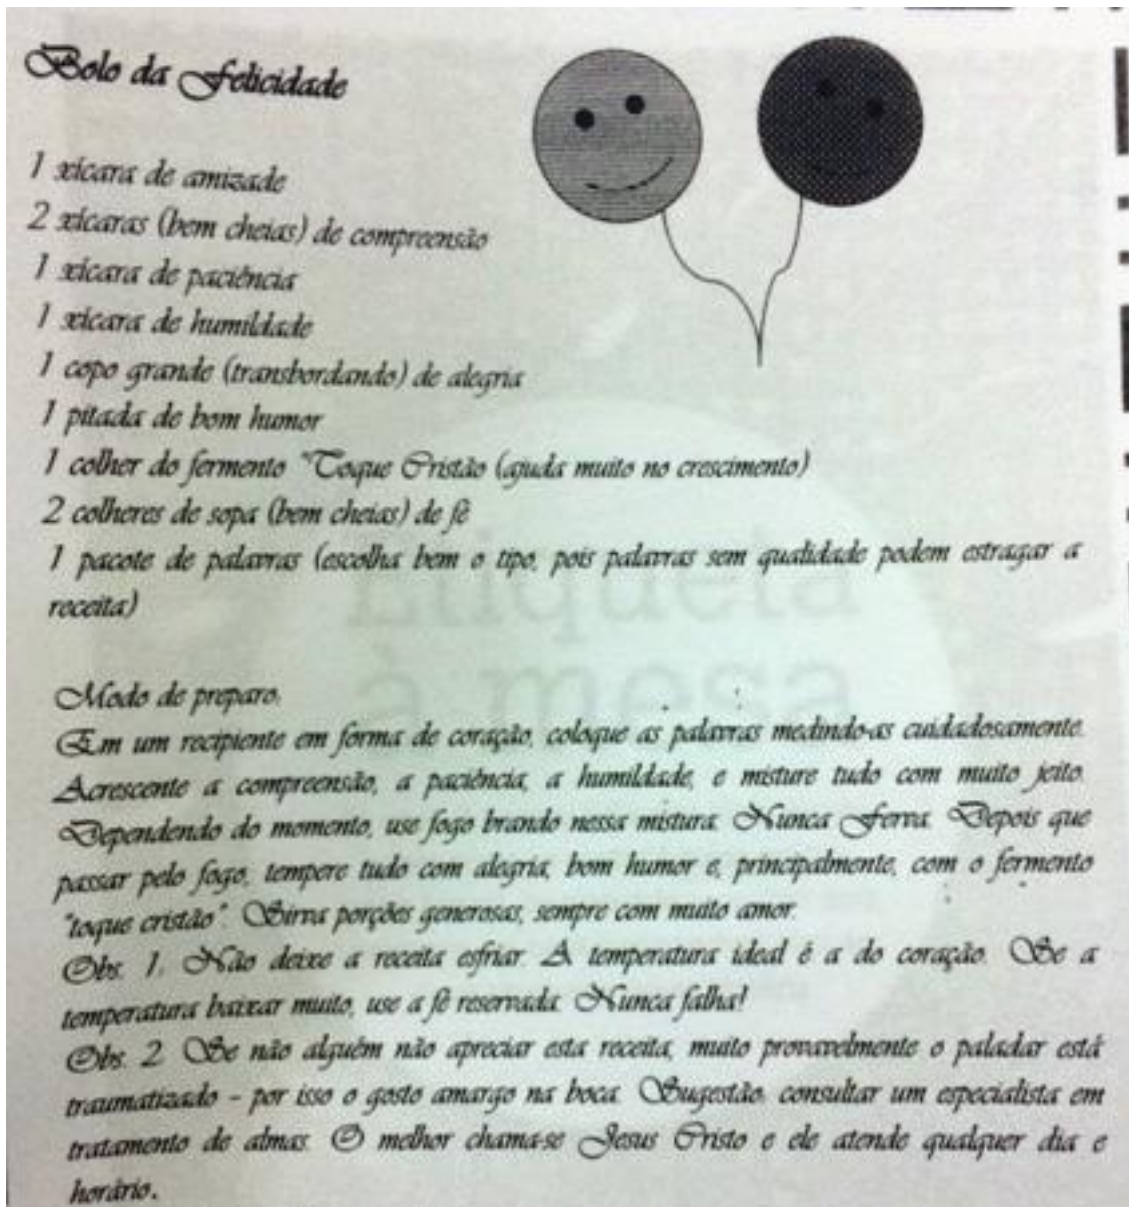 Bolo da Felicidade
1 xícara de amizade
2 xícaras (bem cheias) de compreensão
1 xícara de paciência
1 xícara de humildade
1 copo grande (transbordando) de alegria
1 pitada de bom humor
1 colher do fermento "Toque Cristão (ajuda muito no crescimento)
2 colheres de sopa (bem cheias) de fé
1 pacote de palavras (escolha bem o tipo, pois palavras sem qualidade podem estragar a
receita)
Etiqueta
à mesa
Modo de preparo:
Em um recipiente em forma de coração, coloque as palavras medindo-as cuidadosamente.
Acrescente a compreensão, a paciência, a humildade, e misture tudo com muito jeito.
Dependendo do momento, use fogo brando nessa mistura. Nunca Ferva. Depois que
passar pelo fogo, tempere tudo com alegria, bom humor e, principalmente, com o fermento
"toque cristão". Sirva porções generosas, sempre com muito amor.
Obs. 1: Não deixe a receita esfriar. A temperatura ideal é a do coração. Se a
temperatura baixar muito, use a fé reservada. Nunca falha!
Obs. 2 Se não alguém não apreciar esta receita, muito provavelmente o paladar está
traumatizado – por isso o gosto amargo na boca. Sugestão: consultar um especialista em
tratamento de almas. O melhor chama-se Jesus Cristo e ele atende qualquer dia e
horário.